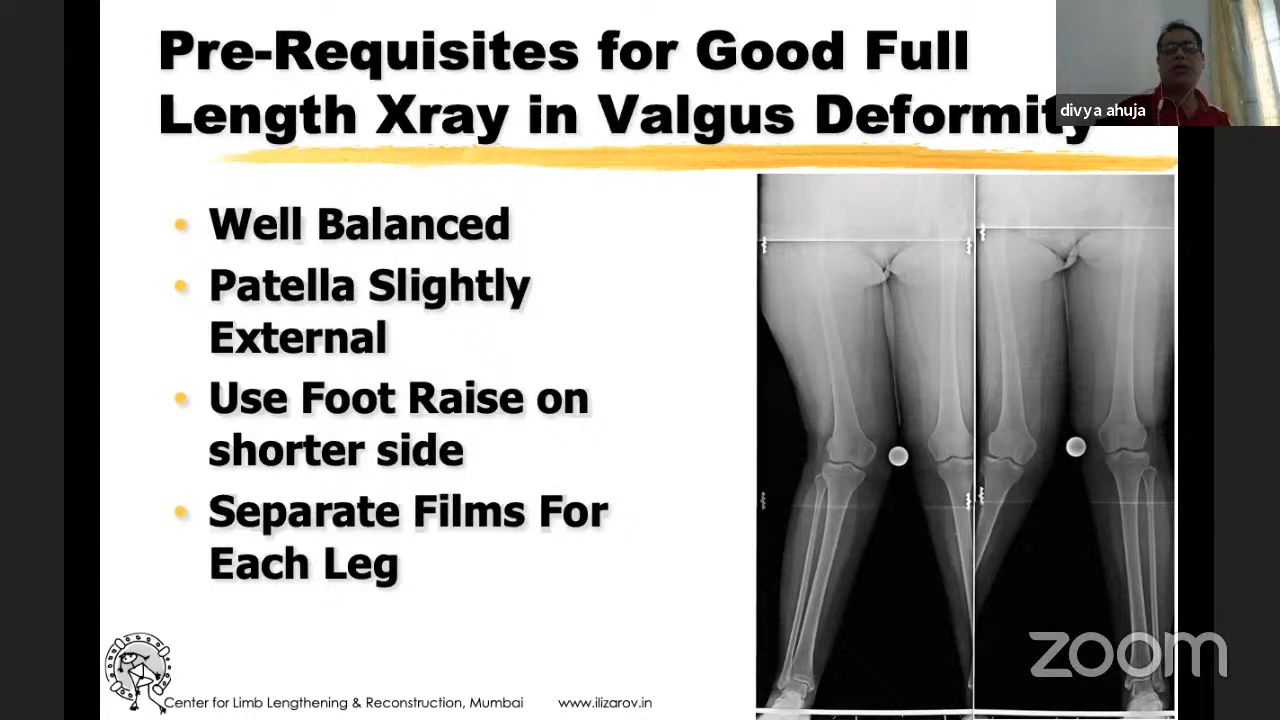 Pre-Requisites for Good Full
Length Xray in Valgus Deformity
divya ahuja
• Well Balanced
• Patella Slightly
External
• Use Foot Raise on
shorter side
• Separate Films For
Each Leg
zoom
Center for Limb Lengthening & Reconstruction, Mumbai www.ilizarov.in